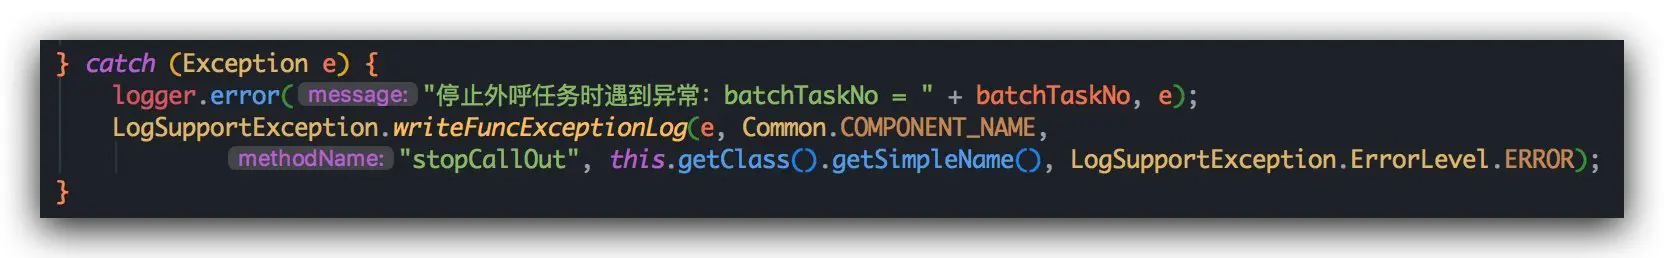 } catch (Exception e) {
logger.error( message: "停止外呼任务时遇到异常：batchTaskNo = " + batchTaskNo, e);
LogSupportException.writeFuncExceptionLog(e, Common.COMPONENT_NAME,
methodName: "stopCallOut", this.getClass().getSimpleName(), LogSupportException.ErrorLevel.ERROR);
}